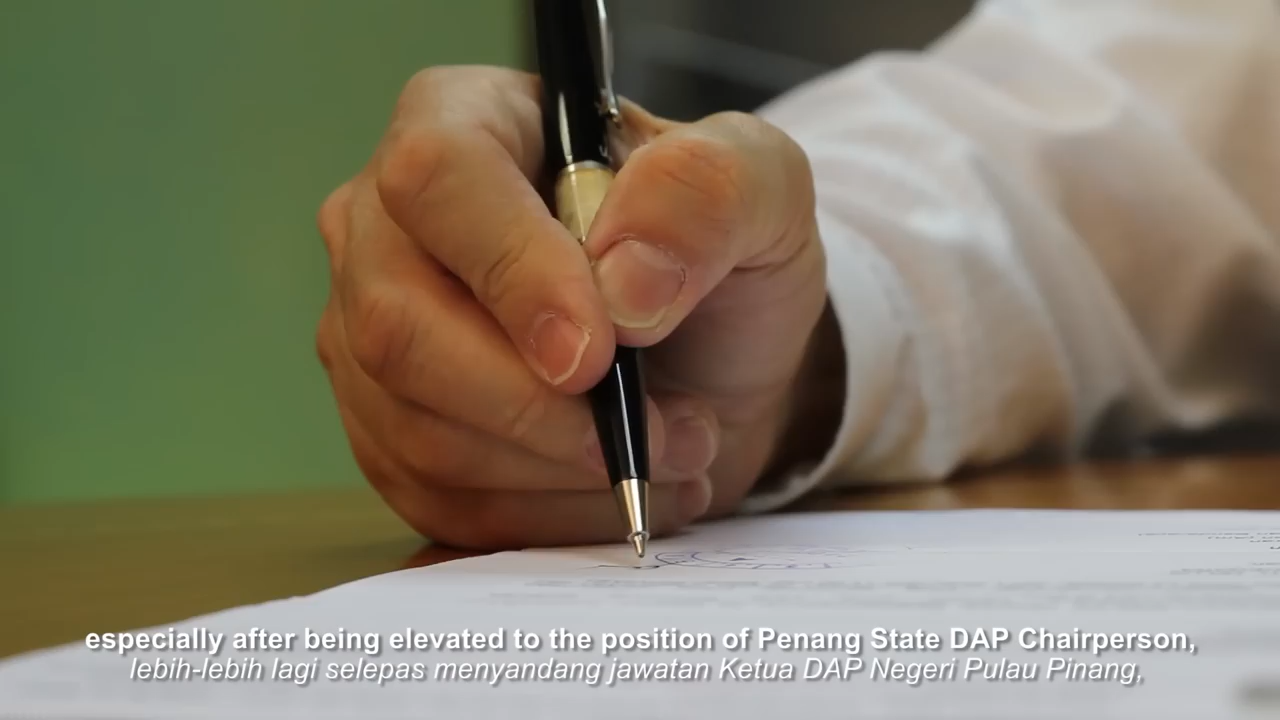 especially after being elevated to the position of Penang State DAP Chairperson,
lebih-lebih lagi selepas menyandang jawatan Ketua DAP Negeri Pulau Pinang,